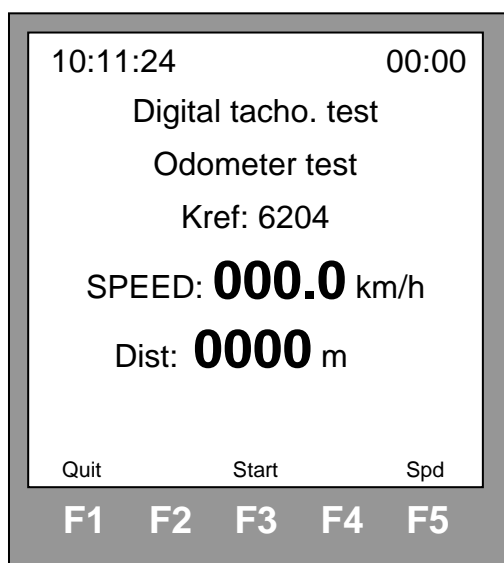 10:11:24 00:00
Digital tacho. test
Odometer test
Kref: 6204
SPEED: 000.0 km/h
Dist: 0000 m
Quit Start Spd
F1 F2 F3 F4 F5